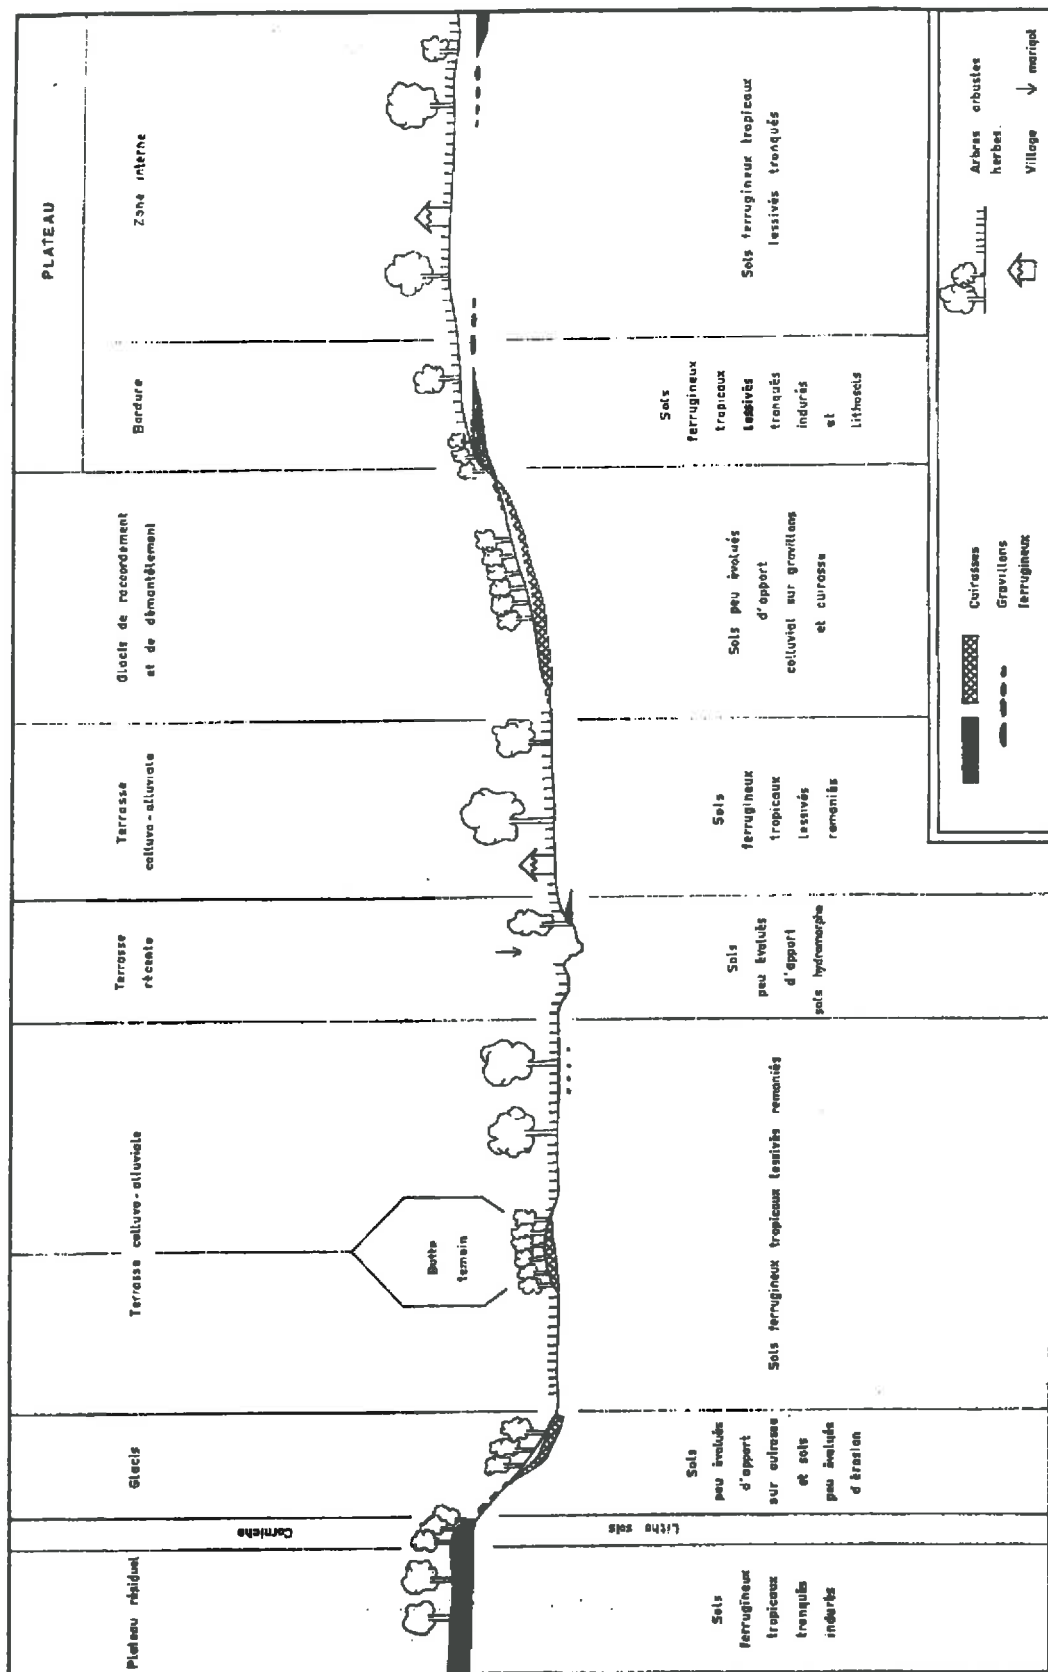 PLATEAU
Plateau résiduel
Corniche
Glacis
Terrasse colluvo-alluviale
Terrasse
récente
Terrasse
colluvo-alluviale
Glacis de raccordement
et de démantèlement
Bordure
Zone interne
Butte
temoin
Sols
ferrugineux
tropicaux
tronqués
indurés
Litho sols
Sols
peu évolués
d'apport
sur cuirasse
et sols
peu évolués
d'érosion
Sols ferrugineux tropicaux lessivés remaniés
Sols
peu évolués
d'apport
sols hydromorphe
Sols
ferrugineux
tropicaux
lessivés
remaniés
Sols peu évolués
d'apport
colluvial sur gravillons
et cuirasse
Sols
ferrugineux
tropicaux
lessivés
tronqués
indurés
et
Lithosols
Sols ferrugineux tropicaux
lessivés tronqués
Cuirasses
Gravillons
ferrugineux
Arbres arbustes
herbes.
Village
marigot